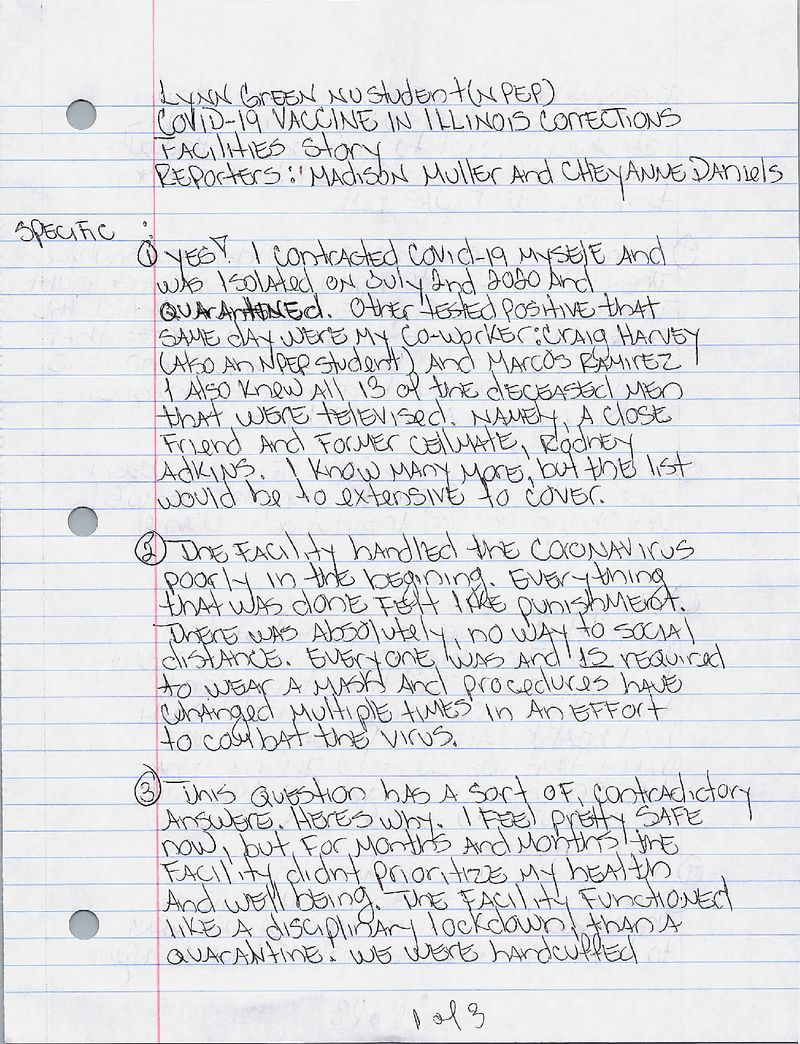 LYNN GREEN NU Student (NPEP)
COVID-19 VACCINE IN ILLINOIS CORRECTIONS
FACILITIES Story
REPORTERS: MADISON MULLER AND CHEYANNE DANIELS
SPECIFIC :
① YES! I CONTRACTED COVID-19 MYSELF AND
WAS ISOLATED ON JULY 2nd 2020 AND
QUARANTINED. OTHER TESTED POSITIVE THAT
SAME DAY WERE MY CO-WORKER: CRAIG HARVEY
(ALSO AN NPEP STUDENT) AND MARCOS RAMIREZ
I ALSO KNEW ALL 13 OF THE DECEASED MEN
THAT WERE TELEVISED. NAMELY, A CLOSE
FRIEND AND FORMER CELLMATE, RODNEY
ADKINS. I KNOW MANY MORE, BUT THE LIST
WOULD BE TO EXTENSIVE TO COVER.
② THE FACILITY HANDLED THE CORONAVIRUS
POORLY IN THE BEGINING. EVERYTHING
THAT WAS DONE FELT LIKE PUNISHMENT.
THERE WAS ABSOLUTELY, NO WAY TO SOCIAL
DISTANCE. EVERYONE WAS AND IS REQUIRED
TO WEAR A MASK AND PROCEDURES HAVE
CHANGED MULTIPLE TIMES IN AN EFFORT
TO COMBAT THE VIRUS.
③ THIS QUESTION HAS A SORT OF, CONTRADICTORY
ANSWERE. HERES WHY. I FEEL PRETTY SAFE
NOW, BUT FOR MONTHS AND MONTHS THE
FACILITY DIDNT PRIORITIZE MY HEALTH
AND WELL BEING. THE FACILITY FUNCTIONED
LIKE A DISCIPLINARY LOCKDOWN, THAN A
QUARANTINE. WE WERE HANDCUFFED
1 of 3